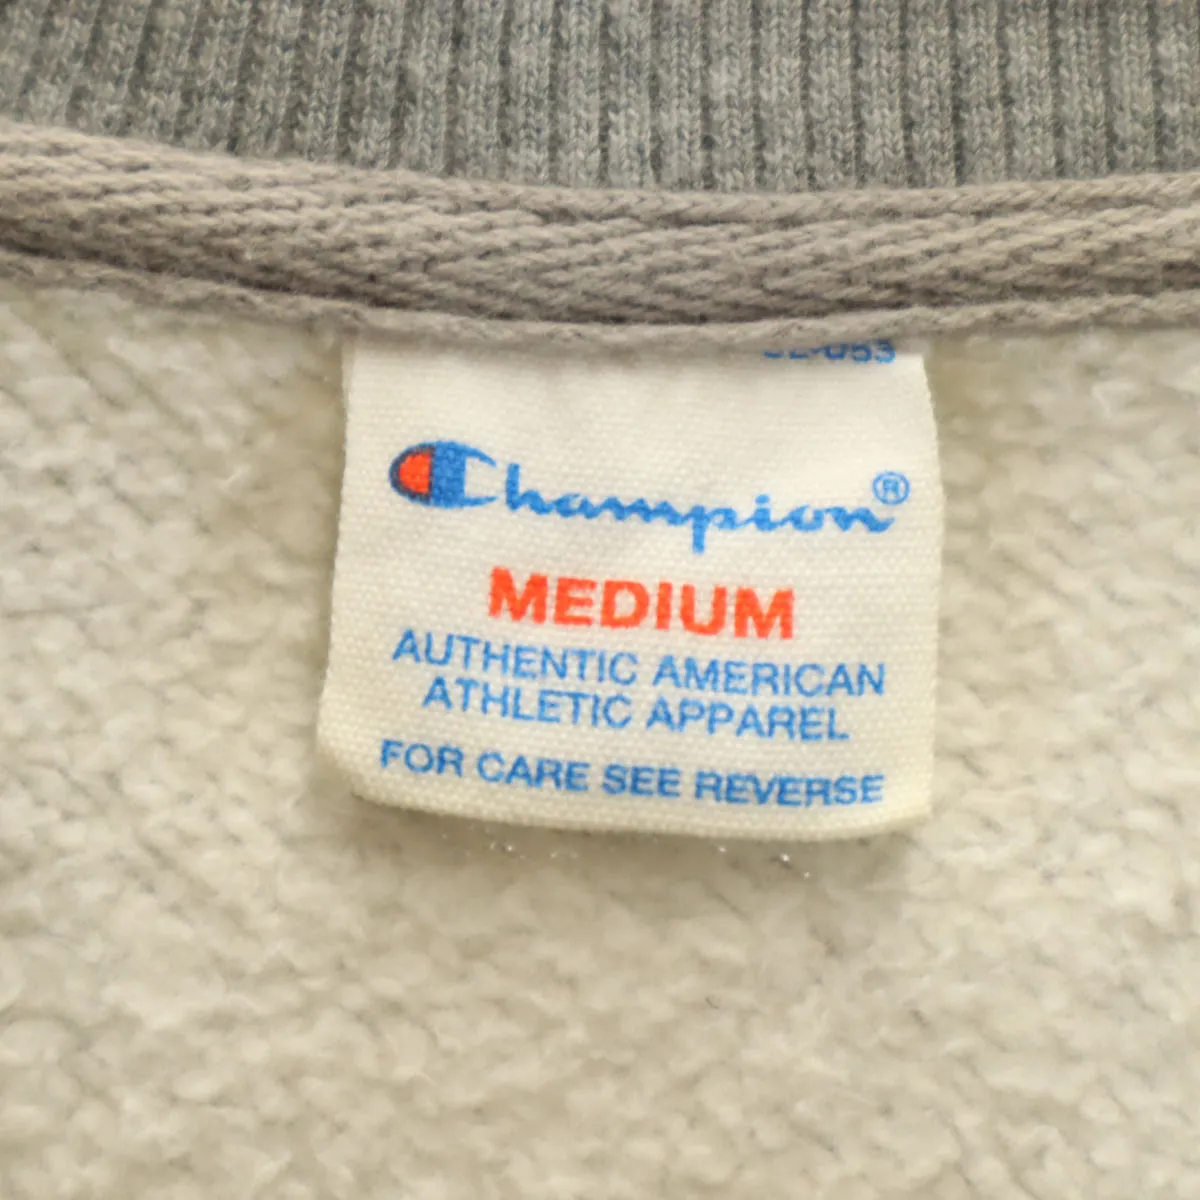 Champion®
MEDIUM
AUTHENTIC AMERICAN
ATHLETIC APPAREL
FOR CARE SEE REVERSE